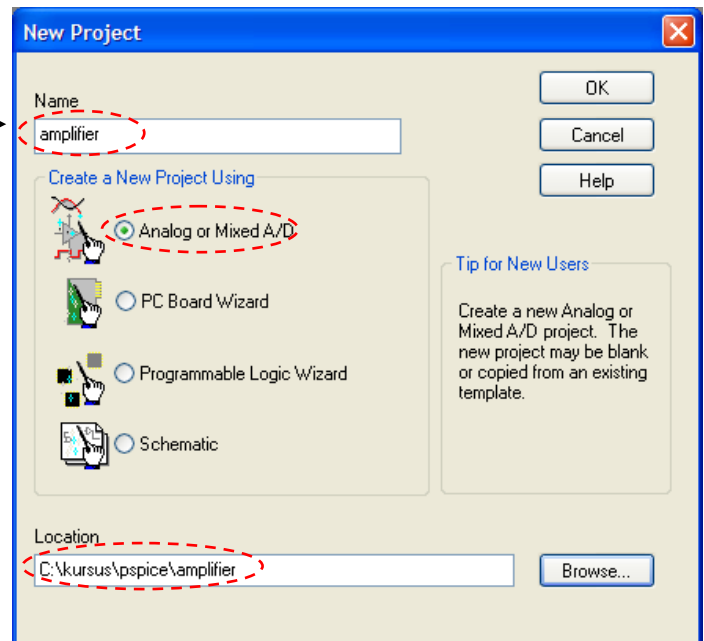 New Project
Name
amplifier
OK
Cancel
Help
Create a New Project Using
Analog or Mixed A/D
PC Board Wizard
Programmable Logic Wizard
Schematic
Tip for New Users
Create a new Analog or
Mixed A/D project. The
new project may be blank
or copied from an existing
template.
Location
C:\kursus\pspice\amplifier
Browse...